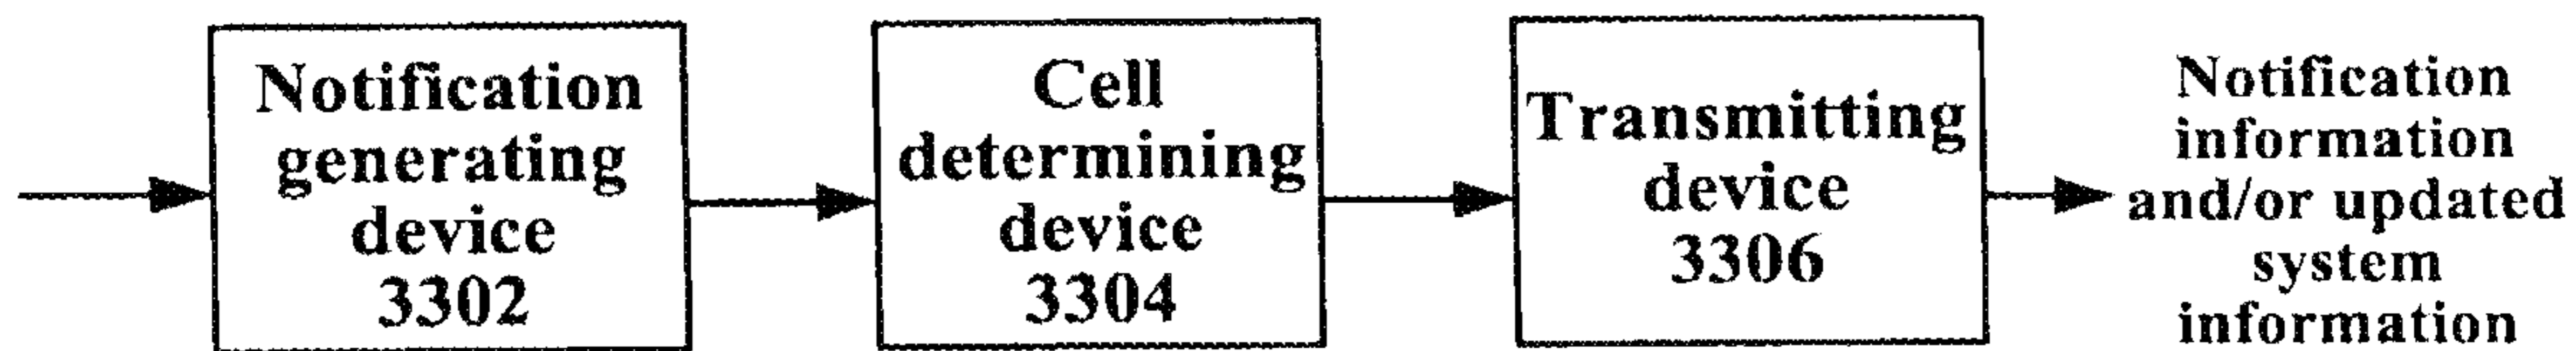 Notification
generating
device
3302
Cell
determining
device
3304
Transmitting
device
3306
Notification
information
and/or updated
system
information